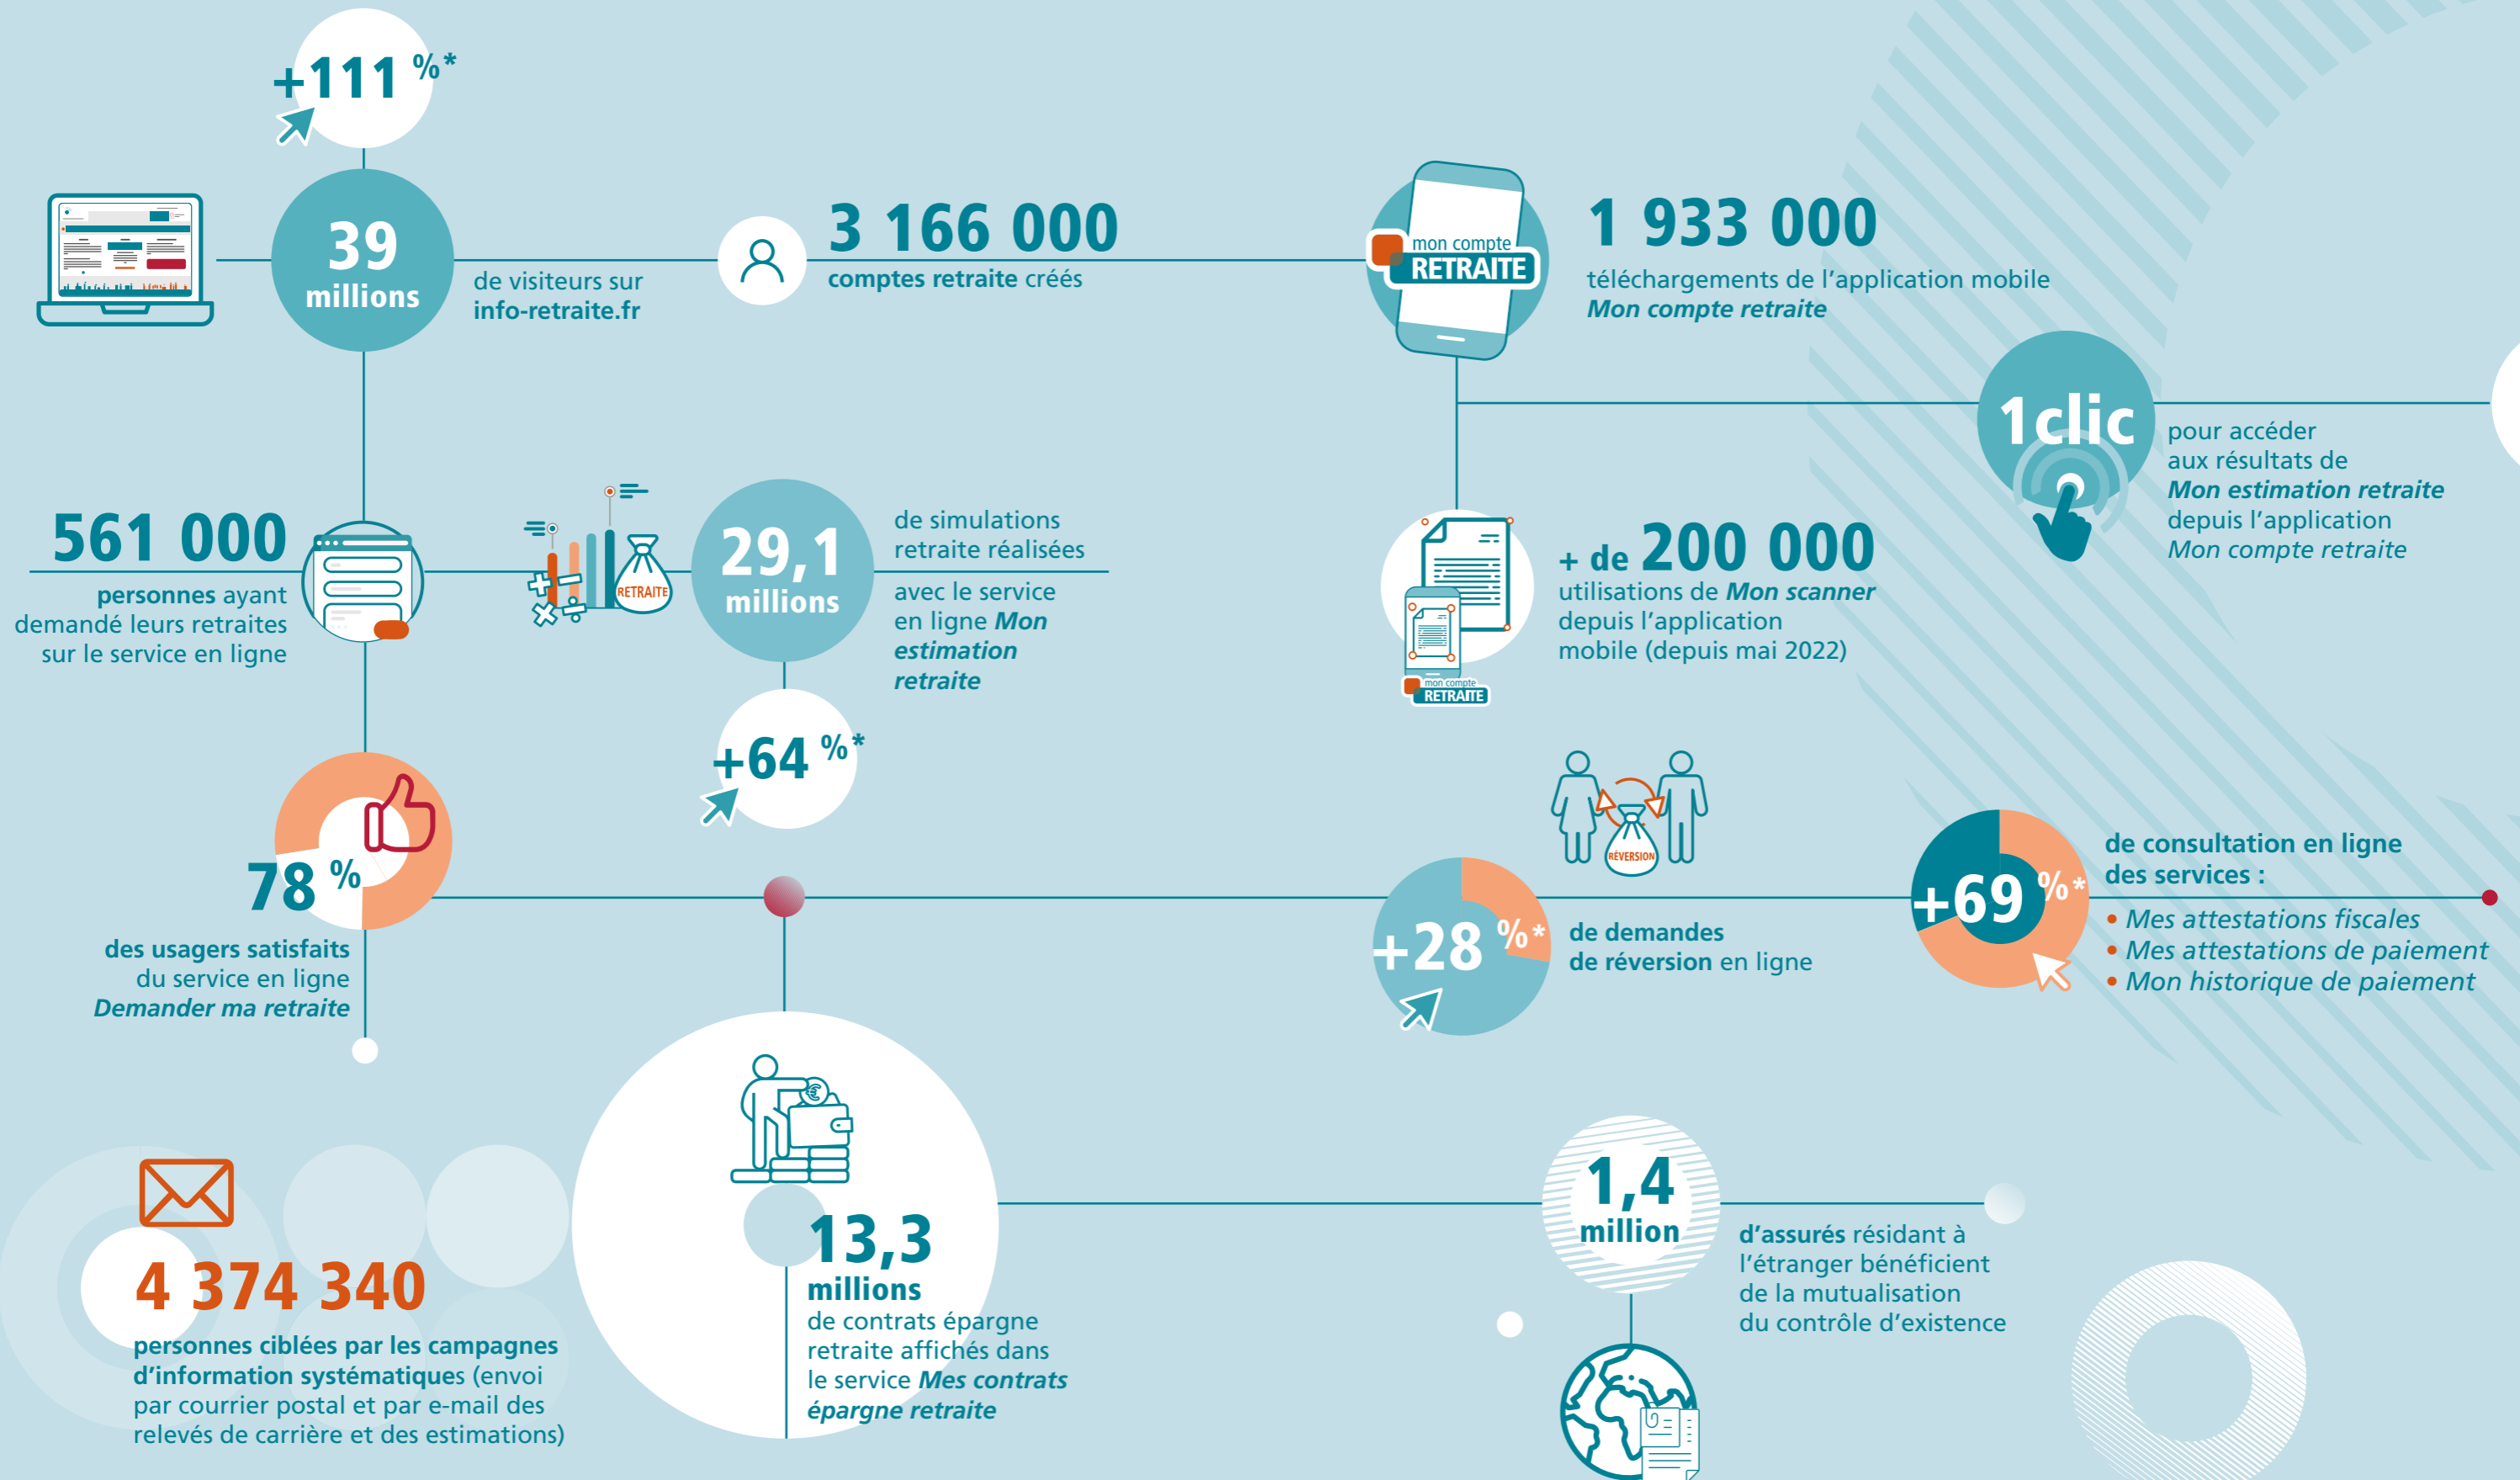 +111 %*
39
millions
de visiteurs sur
info-retraite.fr
3 166 000
comptes retraite créés
mon compte
RETRAITE
1 933 000
téléchargements de l’application mobile
Mon compte retraite
1clic
pour accéder
aux résultats de
Mon estimation retraite
depuis l’application
Mon compte retraite
561 000
personnes ayant
demandé leurs retraites
sur le service en ligne
RETRAITE
29,1
millions
de simulations
retraite réalisées
avec le service
en ligne Mon
estimation
retraite
+64 %*
+ de 200 000
utilisations de Mon scanner
depuis l’application
mobile (depuis mai 2022)
mon compte
RETRAITE
78 %
des usagers satisfaits
du service en ligne
Demander ma retraite
RÉVERSION
+28 %*
de demandes
de réversion en ligne
+69 %*
de consultation en ligne
des services :
• Mes attestations fiscales
• Mes attestations de paiement
• Mon historique de paiement
4 374 340
personnes ciblées par les campagnes
d’information systématiques (envoi
par courrier postal et par e-mail des
relevés de carrière et des estimations)
€
13,3
millions
de contrats épargne
retraite affichés dans
le service Mes contrats
épargne retraite
1,4
million
d’assurés résidant à
l’étranger bénéficient
de la mutualisation
du contrôle d’existence